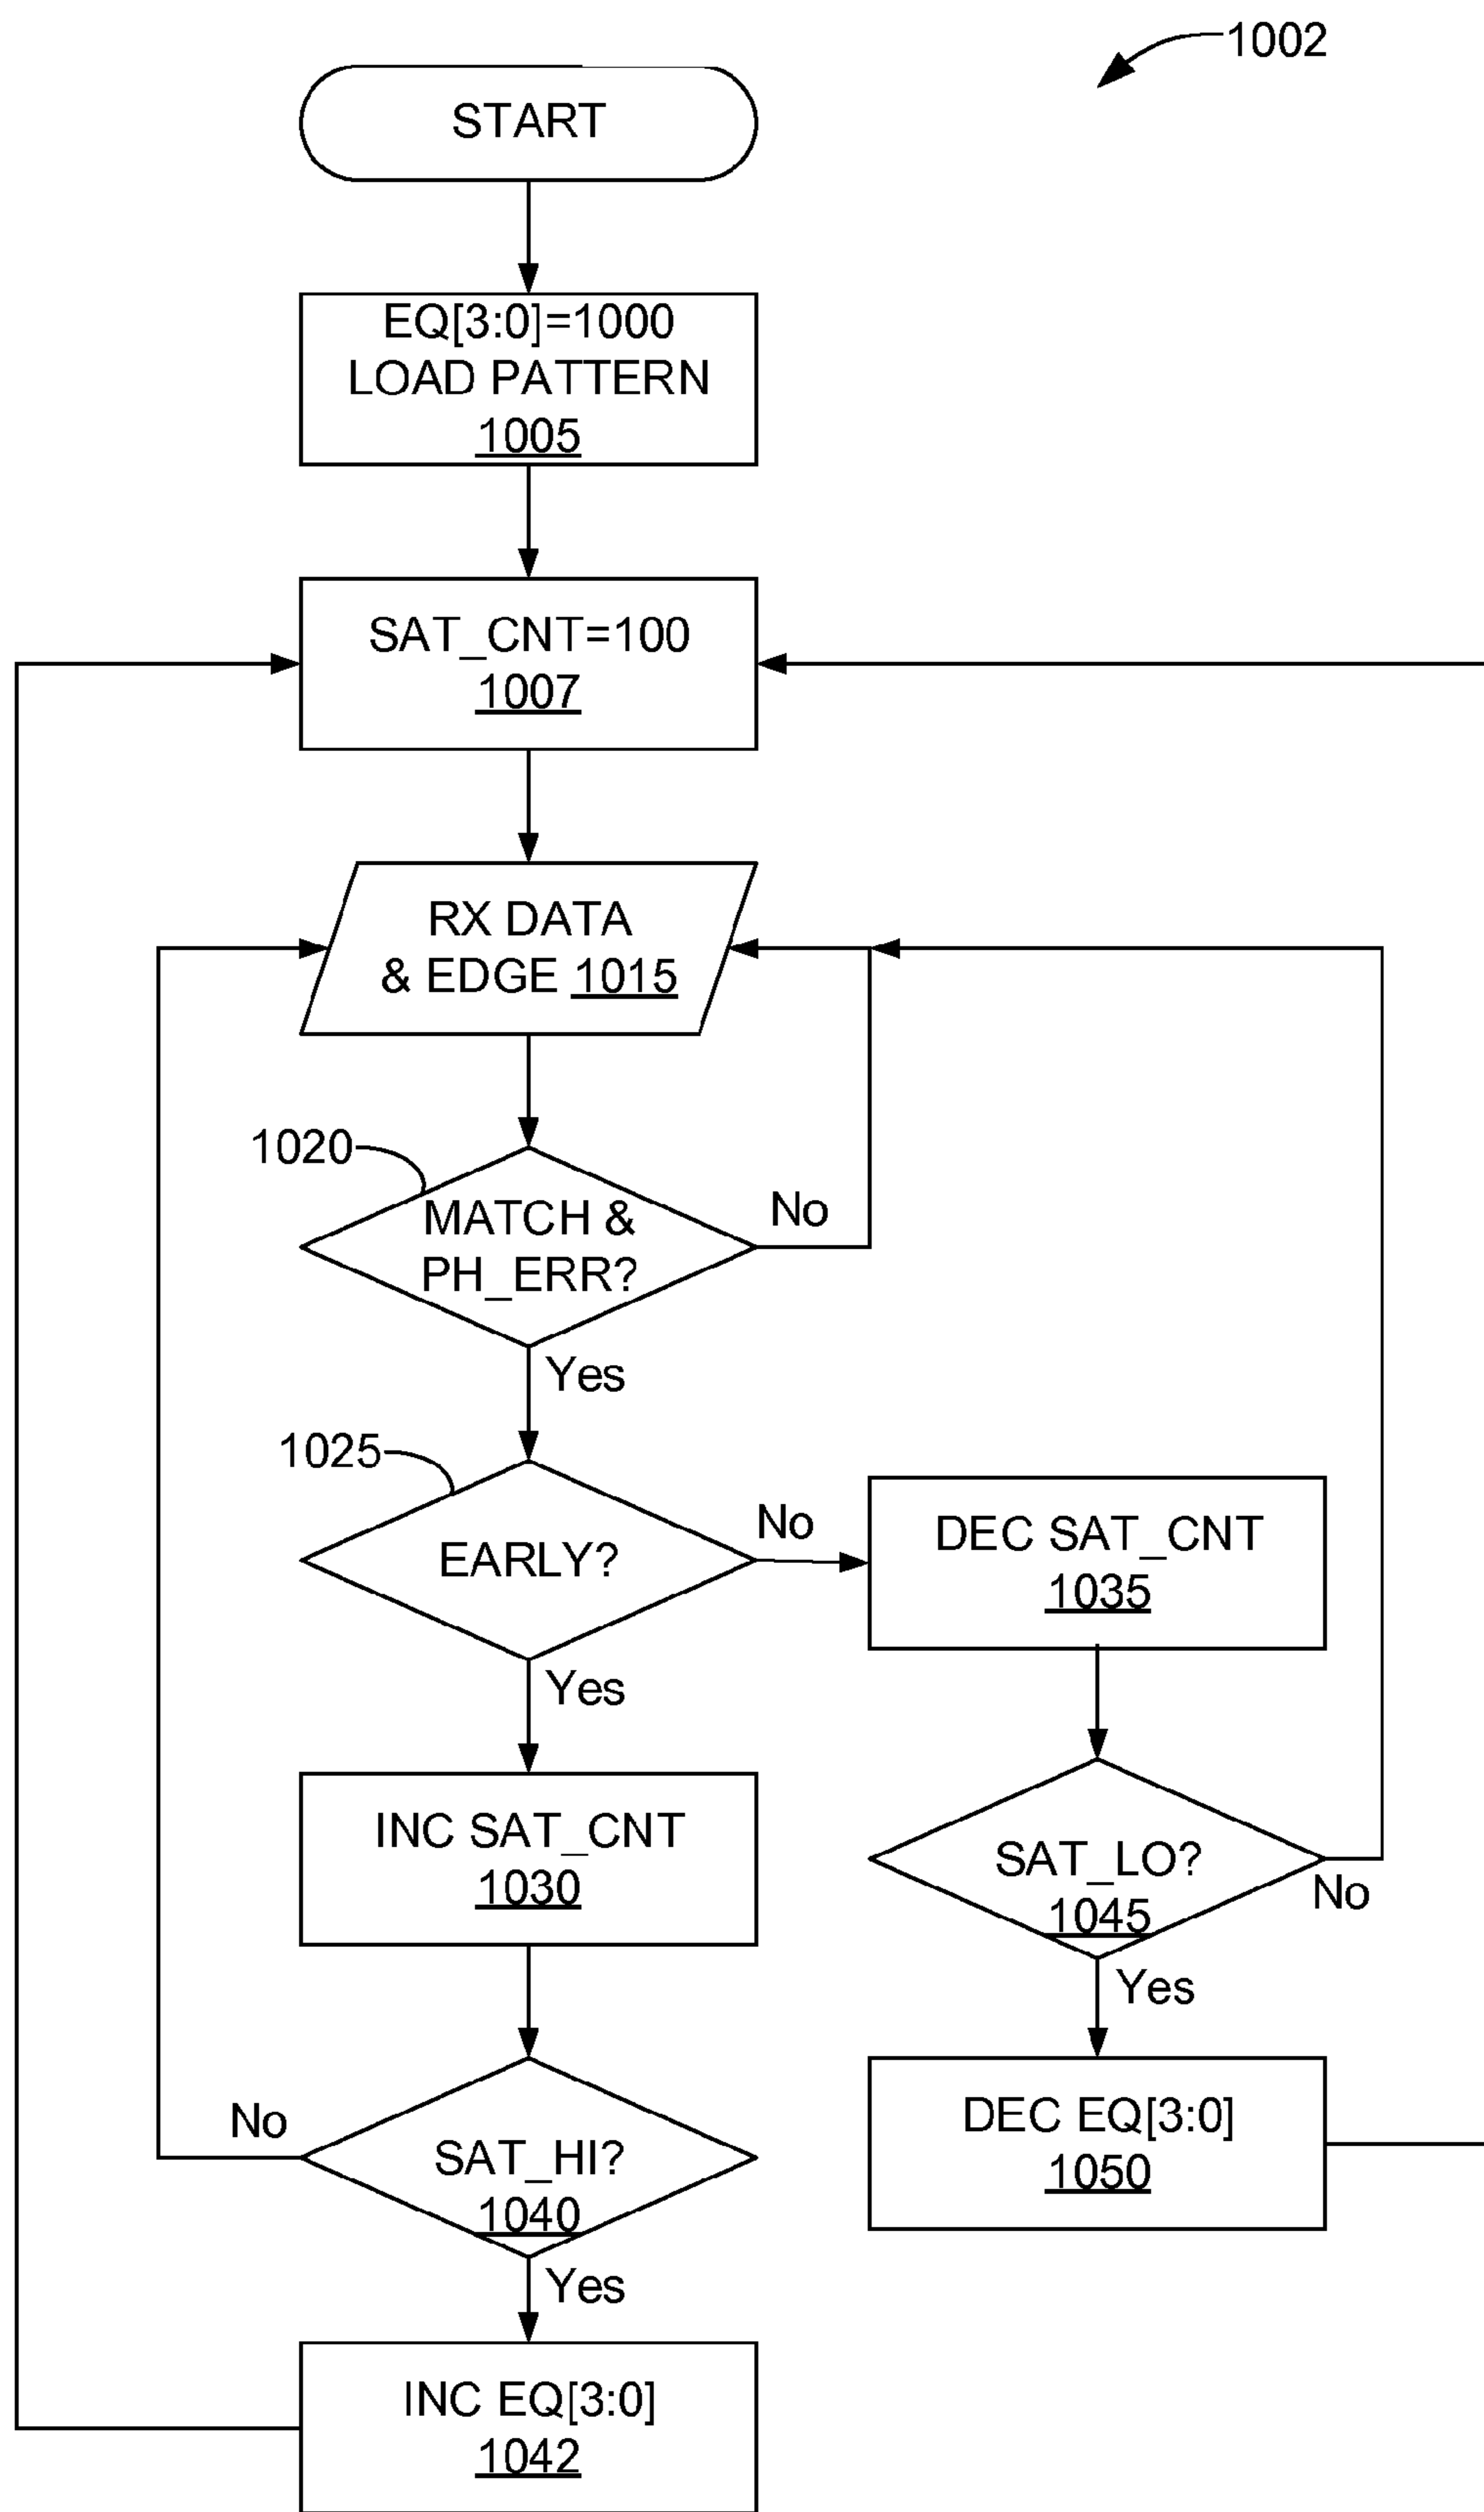 1002
START
EQ[3:0]=1000
LOAD PATTERN
1005
SAT_CNT=100
1007
RX DATA
& EDGE 1015
1020
MATCH &
PH_ERR?
No
Yes
1025
EARLY?
No
Yes
DEC SAT_CNT
1035
INC SAT_CNT
1030
SAT_LO?
1045
No
Yes
SAT_HI?
1040
No
Yes
DEC EQ[3:0]
1050
INC EQ[3:0]
1042